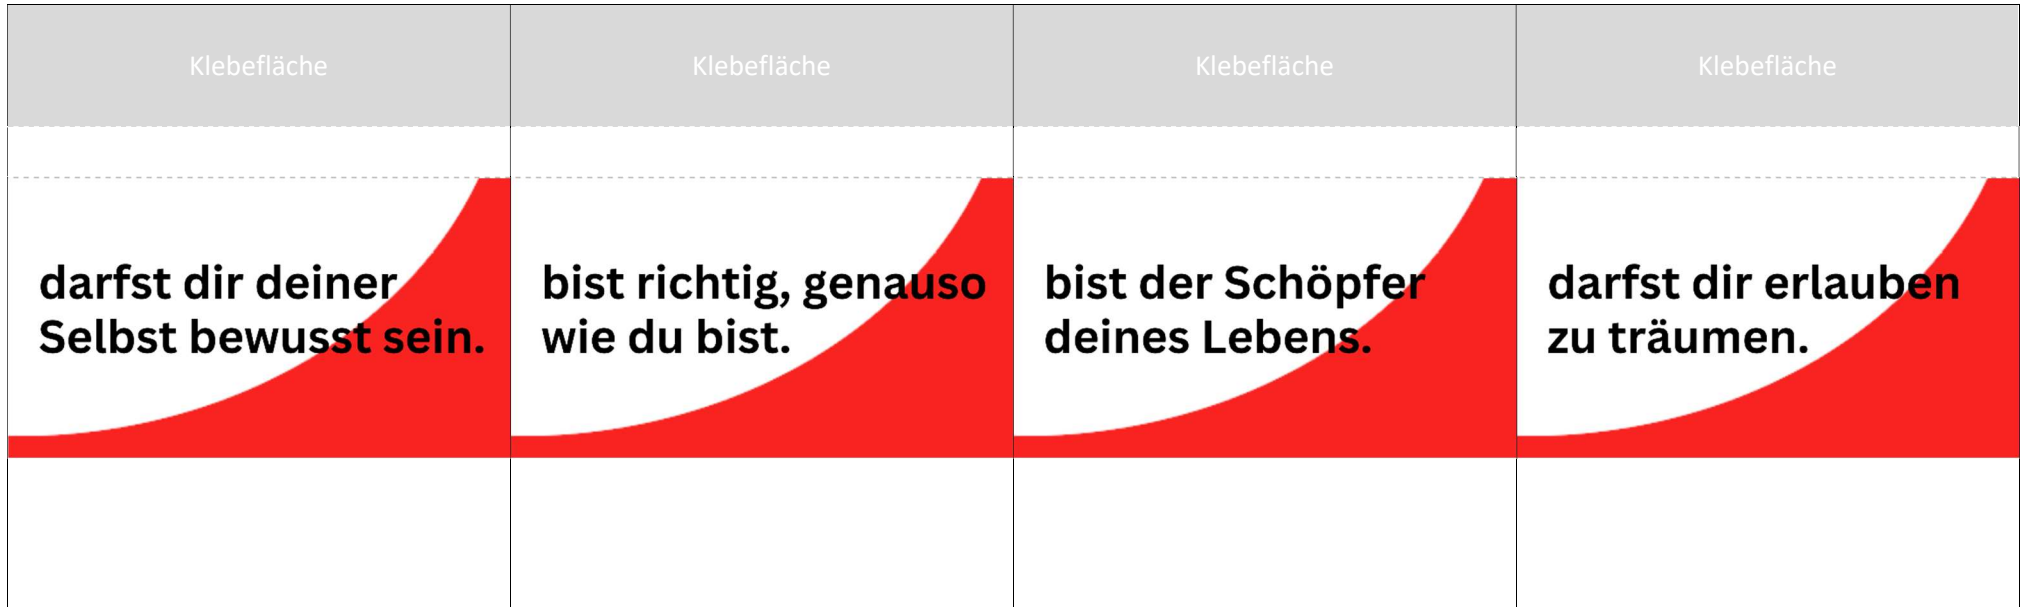 Klebefläche
Klebefläche
Klebefläche
Klebefläche
darfst dir deiner
Selbst bewusst sein.
bist richtig, genauso
wie du bist.
bist der Schöpfer
deines Lebens.
darfst dir erlauben
zu träumen.